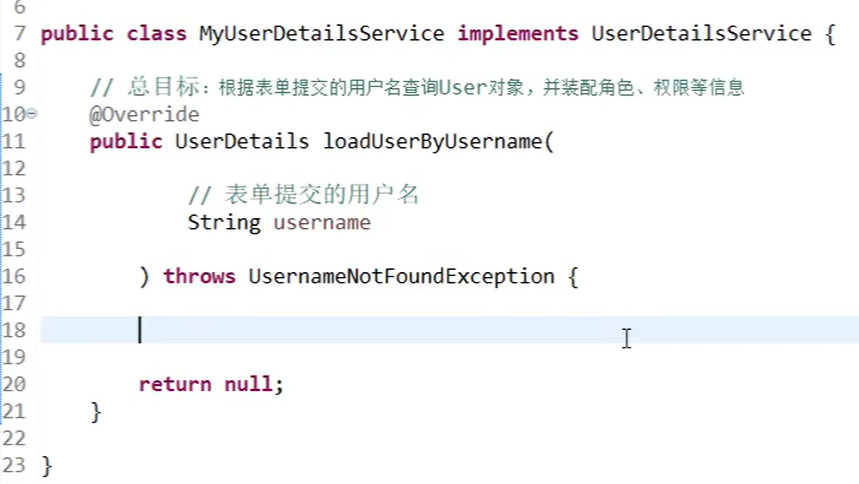 6
7 public class MyUserDetailsService implements UserDetailsService {
8
9 // 总目标：根据表单提交的用户名查询User对象，并装配角色、权限等信息
10 @Override
11 public UserDetails loadUserByUsername(
12
13 // 表单提交的用户名
14 String username
15
16 ) throws UsernameNotFoundException {
17
18
19
20 return null;
21 }
22
23 }